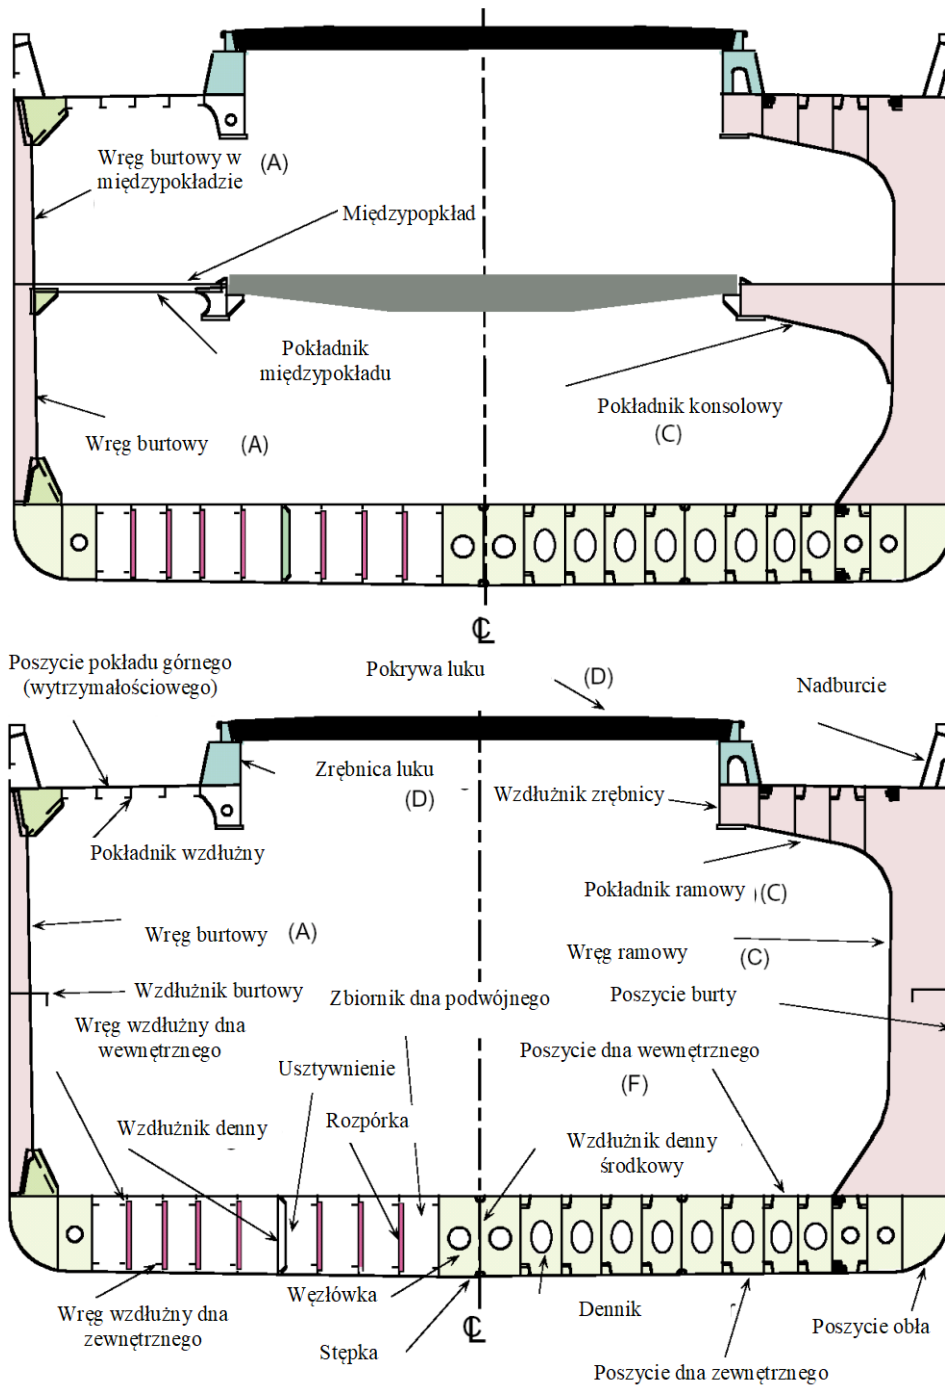 Wręg burtowy w (A)
międzypokładzie
Międzypopkład
Pokładnik
międzypokładu
Pokładnik konsolowy
(C)
Wręg burtowy (A)
℄
Poszycie pokładu górnego
(wytrzymałościowego)
Pokrywa luku (D)
Nadburcie
Zrębnica luku
(D)
Wzdłużnik zrębnicy
Pokładnik wzdłużny
Pokładnik ramowy (C)
Wręg burtowy (A)
Wręg ramowy (C)
Wzdłużnik burtowy
Zbiornik dna podwójnego
Poszycie burty
Wręg wzdłużny dna
wewnętrznego
Poszycie dna wewnętrznego
(F)
Usztywnienie
Rozpórka
Wzdłużnik denny
Wzdłużnik denny
środkowy
Węzłówka
Dennik
Wręg wzdłużny dna
zewnętrznego
Stępka
℄
Poszycie obła
Poszycie dna zewnętrznego